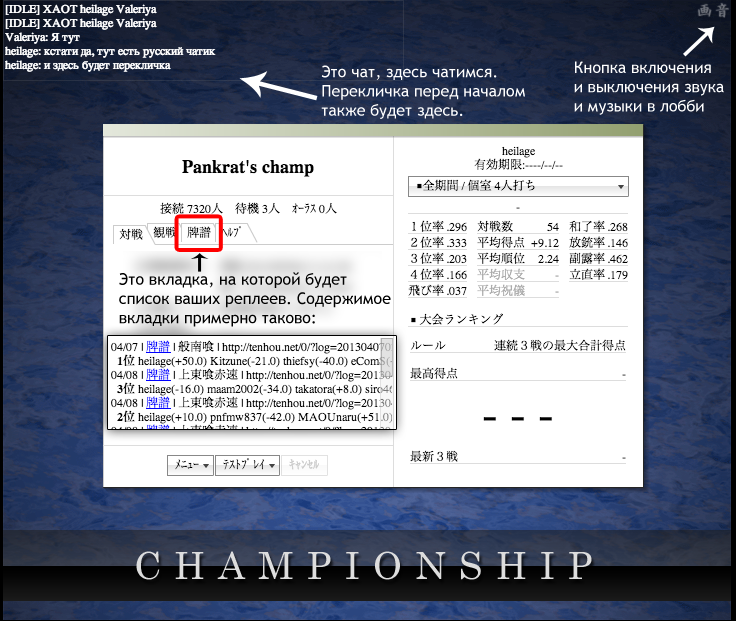 [IDLE] XAOT heilage Valeriya
[IDLE] XAOT heilage Valeriya
Valeriya: Я тут
heilage: кстати да, тут есть русский чатик
heilage: и здесь будет перекличка
画 音
Это чат, здесь чатимся.
Перекличка перед началом
также будет здесь.
Кнопка включения
и выключения звука
и музыки в лобби
Pankrat's champ
接続 7320人 待機 3人 ｵｰﾗｽ 0人
対戦 観戦 牌譜 ﾍﾙﾌﾟ
Это вкладка, на которой будет
список ваших реплеев. Содержимое
вкладки примерно таково:
04/07 | 牌譜 | 般南喰 | http://tenhou.net/0/?log=20130407
1位 heilage(+50.0) Kitzune(-21.0) thiefsy(-40.0) eCom$(
04/08 | 牌譜 | 上東喰赤速 | http://tenhou.net/0/?log=20130
3位 heilage(-16.0) maam2002(-34.0) takatora(+8.0) siro46
04/08 | 牌譜 | 上東喰赤速 | http://tenhou.net/0/?log=20130
2位 heilage(+10.0) pnfmw837(-42.0) MAOUnaru(+51.0)
ﾒﾆｭｰ ▼ ﾃｽﾄﾌﾟﾚｲ ▼ ｷｬﾝｾﾙ
heilage
有効期限:----/--/--
▪全期間 / 個室 4人打ち
-
１位率 .296 対戦数 54 和了率 .268
２位率 .333 平均得点 +9.12 放銃率 .146
３位率 .203 平均順位 2.24 副露率 .462
４位率 .166 平均収支 - 立直率 .179
飛び率 .037 平均祝儀 -
▪ 大会ランキング
ルール 連続３戦の最大合計得点
最高得点 -
– – –
最新３戦 -
CHAMPIONSHIP